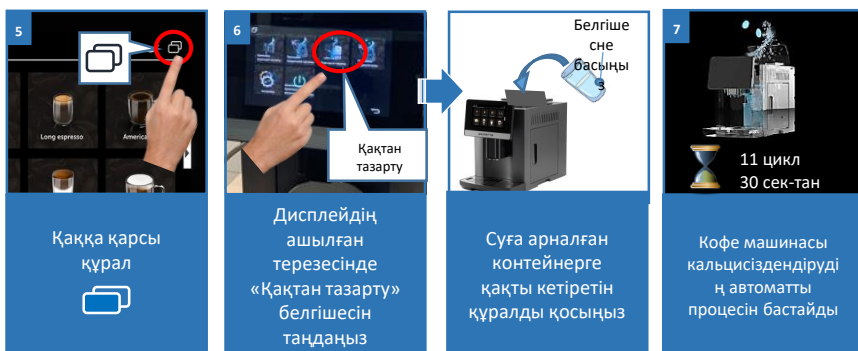 5
Long espresso
America
Қаққа қарсы
құрал
6
Қақтан
тазарту
Дисплейдің
ашылған
терезесінде
«Қақтан тазарту»
белгішесін
таңдаңыз
Белгіше
сне
басыңы
з
Суға арналған
контейнерге
қақты кетіретін
құралды қосыңыз
7
11 цикл
30 сек-тан
Кофе машинасы
кальцисіздендіруді
ң автоматты
процесін бастайды